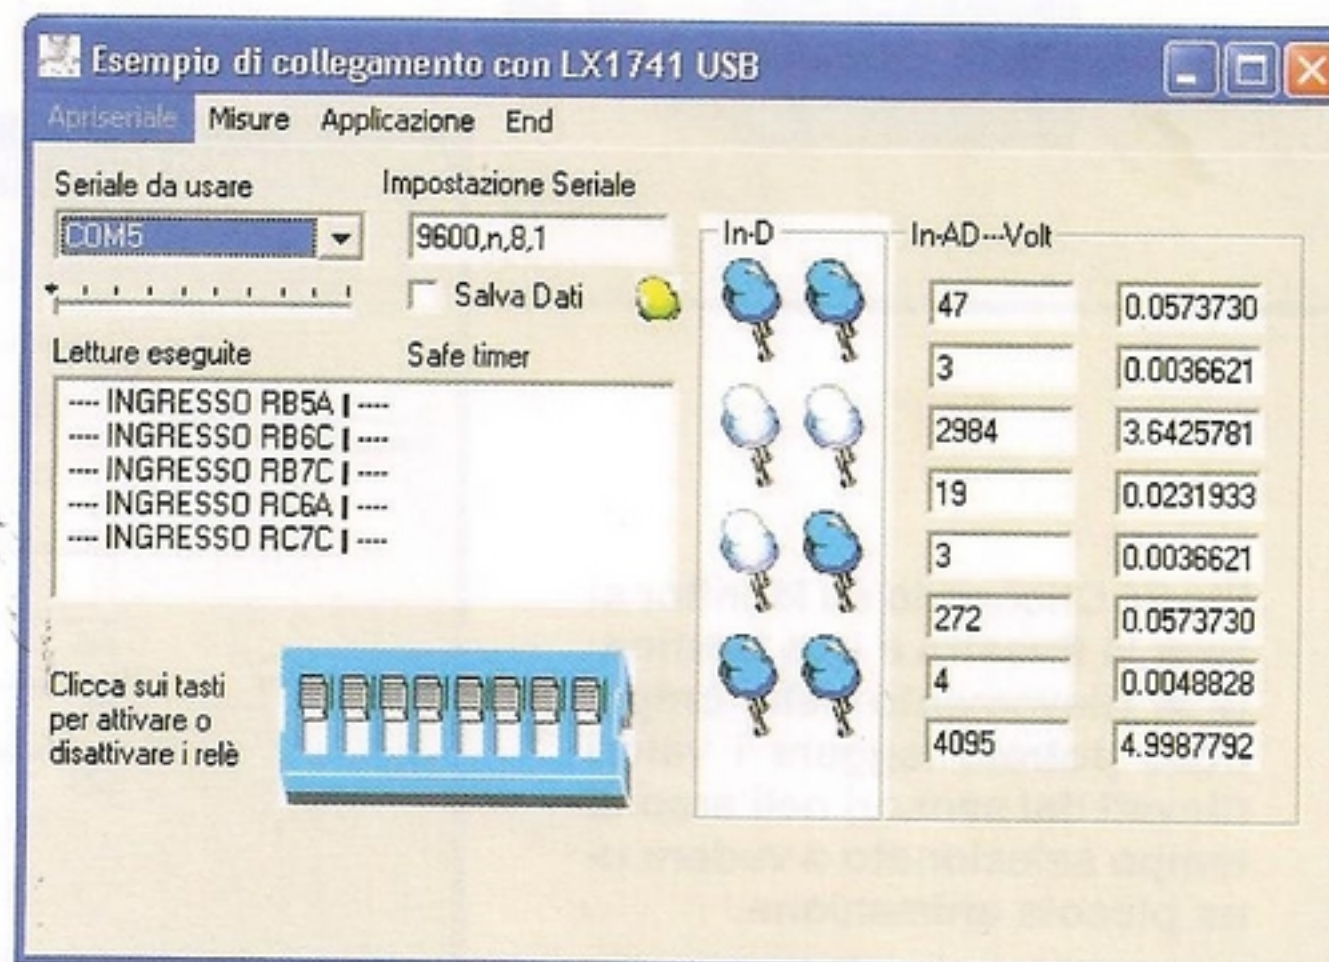 Esempio di collegamento con LX1741 USB
Apriseriale Misure Applicazione End
Seriale da usare Impostazione Seriale
COM5 9600,n,8,1
Salva Dati
Letture eseguite Safe timer
---- INGRESSO RB5A | ----
---- INGRESSO RB6C | ----
---- INGRESSO RB7C | ----
---- INGRESSO RC6A | ----
---- INGRESSO RC7C | ----
Clicca sui tasti
per attivare o
disattivare i relè
In-D In-AD---Volt
47 0.0573730
3 0.0036621
2984 3.6425781
19 0.0231933
3 0.0036621
272 0.0573730
4 0.0048828
4095 4.9987792